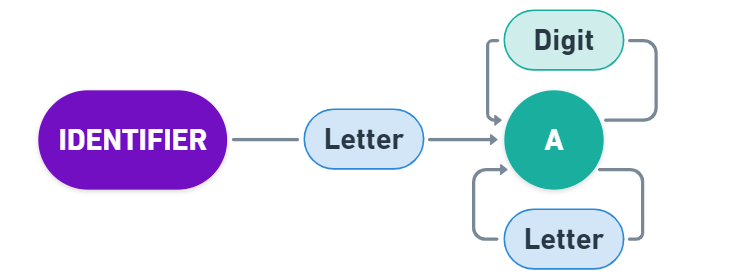 Digit
IDENTIFIER
Letter
A
Letter